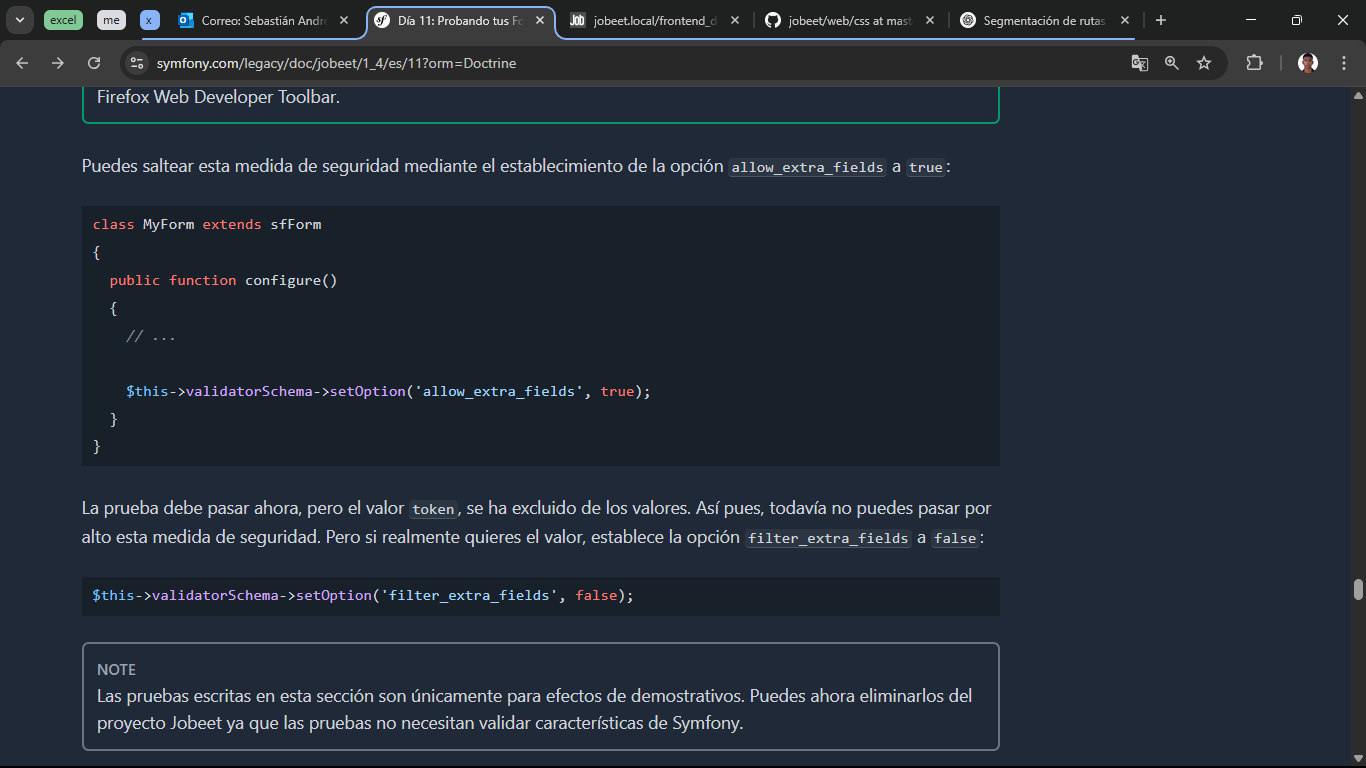 excel
me
x
Correo: Sebastián Andre
Día 11: Probando tus Fo
jobeet.local/frontend_d
jobeet/web/css at mast
Segmentación de rutas
symfony.com/legacy/doc/jobeet/1_4/es/11?orm=Doctrine
Firefox Web Developer Toolbar.
Puedes saltear esta medida de seguridad mediante el establecimiento de la opción allow_extra_fields a true:
class MyForm extends sfForm
{
  public function configure()
  {
    // ...
    $this->validatorSchema->setOption('allow_extra_fields', true);
  }
}
La prueba debe pasar ahora, pero el valor token, se ha excluido de los valores. Así pues, todavía no puedes pasar por
alto esta medida de seguridad. Pero si realmente quieres el valor, establece la opción filter_extra_fields a false:
$this->validatorSchema->setOption('filter_extra_fields', false);
NOTE
Las pruebas escritas en esta sección son únicamente para efectos de demostrativos. Puedes ahora eliminarlos del
proyecto Jobeet ya que las pruebas no necesitan validar características de Symfony.